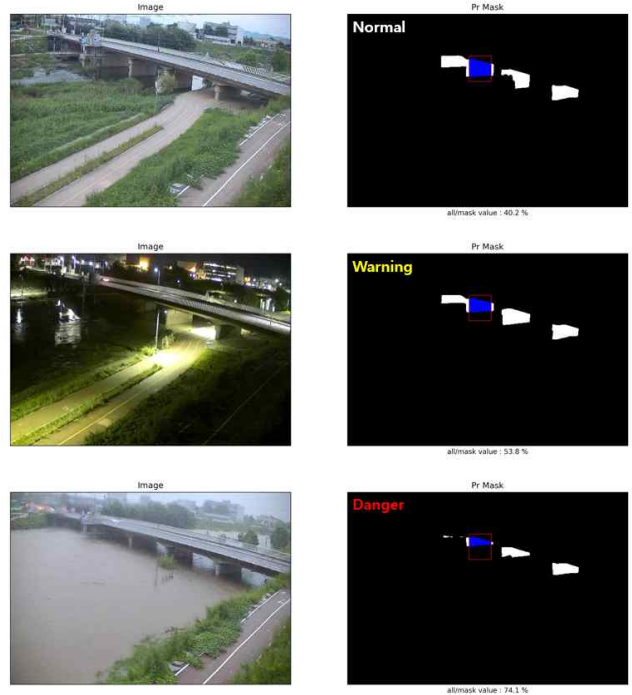 Image
Pr Mask
Normal
all/mask value : 40.2 %
Image
Pr Mask
Warning
all/mask value : 53.8 %
Image
Pr Mask
Danger
all/mask value : 74.1 %